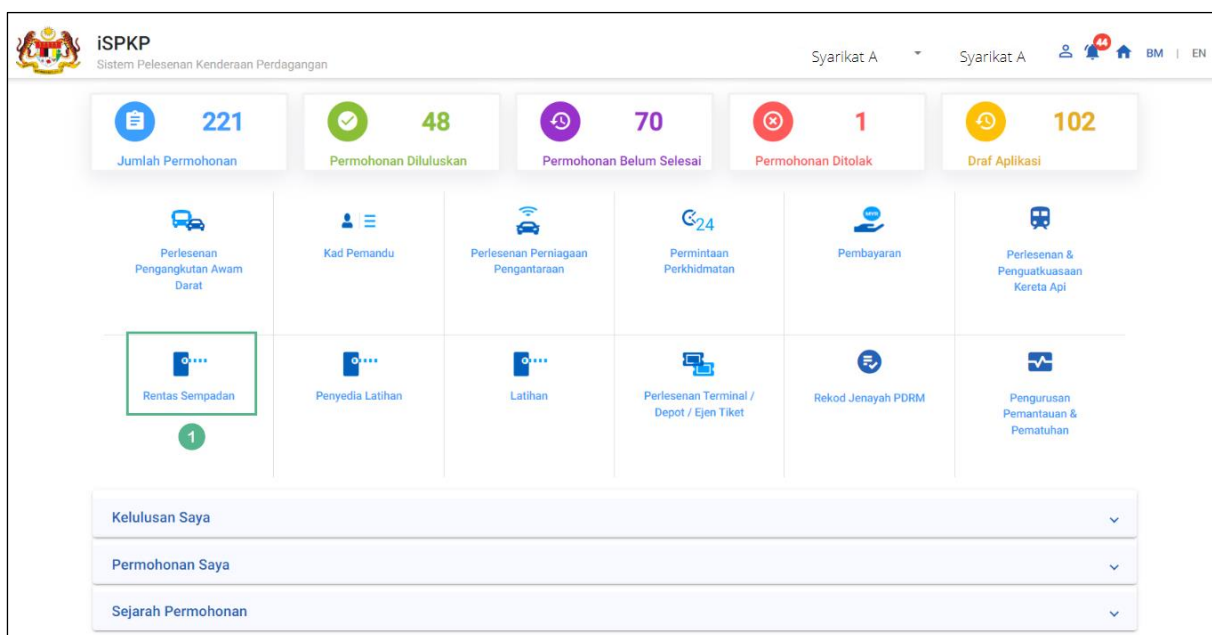 iSPKP
Sistem Pelesenan Kenderaan Perdagangan
Syarikat A
Syarikat A
44
BM | EN
221
Jumlah Permohonan
48
Permohonan Diluluskan
70
Permohonan Belum Selesai
1
Permohonan Ditolak
102
Draf Aplikasi
Perlesenan
Pengangkutan Awam
Darat
Kad Pemandu
Perlesenan Perniagaan
Pengantaraan
24
Permintaan
Perkhidmatan
Pembayaran
Perlesenan &
Penguatkuasaan
Kereta Api
Rentas Sempadan
1
Penyedia Latihan
Latihan
Perlesenan Terminal /
Depot / Ejen Tiket
Rekod Jenayah PDRM
Pengurusan
Pemantauan &
Pematuhan
Kelulusan Saya
Permohonan Saya
Sejarah Permohonan